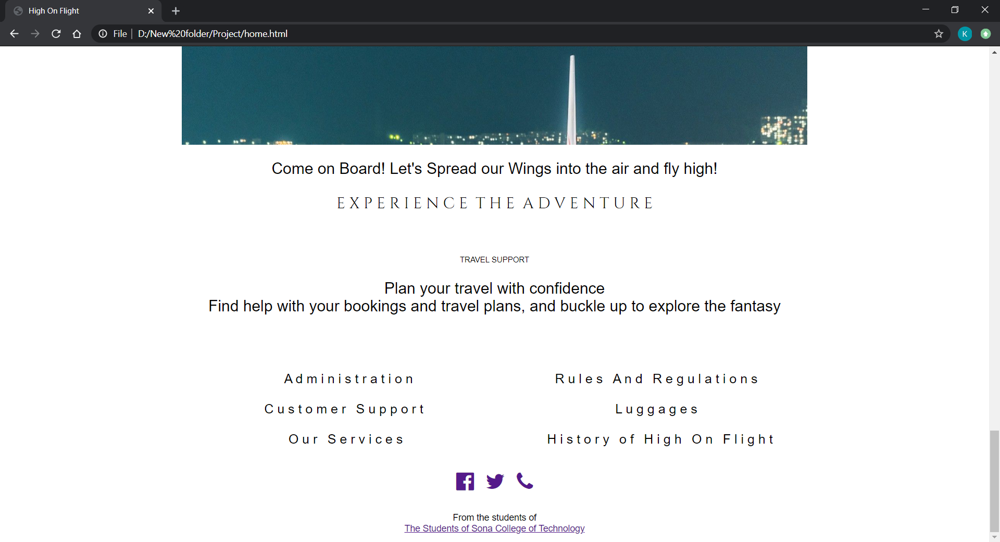 High On Flight
File D:/New%20folder/Project/home.html
K
Come on Board! Let's Spread our Wings into the air and fly high!
EXPERIENCE THE ADVENTURE
TRAVEL SUPPORT
Plan your travel with confidence
Find help with your bookings and travel plans, and buckle up to explore the fantasy
Administration
Rules And Regulations
Customer Support
Luggages
Our Services
History of High On Flight
From the students of
The Students of Sona College of Technology